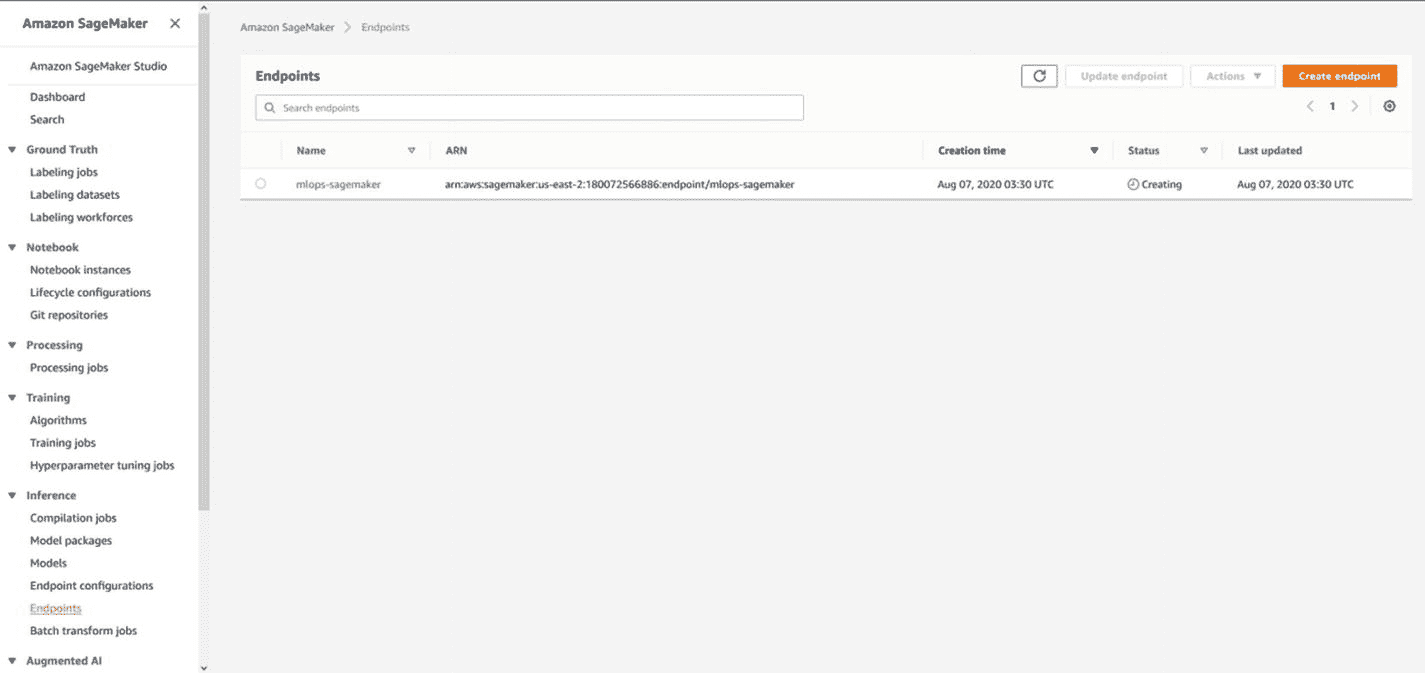 Amazon SageMaker
Amazon SageMaker Studio
Dashboard
Search
Ground Truth
Labeling jobs
Labeling datasets
Labeling workforces
Notebook
Notebook instances
Lifecycle configurations
Git repositories
Processing
Processing jobs
Training
Algorithms
Training jobs
Hyperparameter tuning jobs
Inference
Compilation jobs
Model packages
Models
Endpoint configurations
Endpoints
Batch transform jobs
Augmented AI
Amazon SageMaker Endpoints
Endpoints Update endpoint Actions Create endpoint
Search endpoints 1
Name ARN Creation time Status Last updated
mlops-sagemaker arn:aws:sagemaker:us-east-2:180072566886:endpoint/mlops-sagemaker Aug 07, 2020 03:30 UTC Creating Aug 07, 2020 03:30 UTC